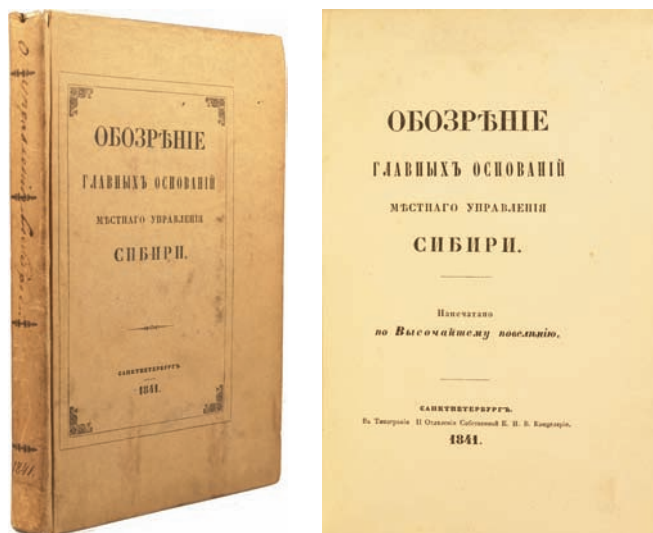 ОБОЗРѢНІЕ
ГЛАВНЫХЪ ОСНОВАНІЙ
МѢСТНАГО УПРАВЛЕНІЯ
СИБИРИ.
САНКТПЕТЕРБУРГЪ.
1841.
1841.
ОБОЗРѢНІЕ
ГЛАВНЫХЪ ОСНОВАНІЙ
МѢСТНАГО УПРАВЛЕНІЯ
СИБИРИ.
Напечатано
по Высочайшему повелѣнію.
САНКТПЕТЕРБУРГЪ.
Въ Типографіи II Отдѣленія Собственной Е. И. В. Канцеляріи.
1841.